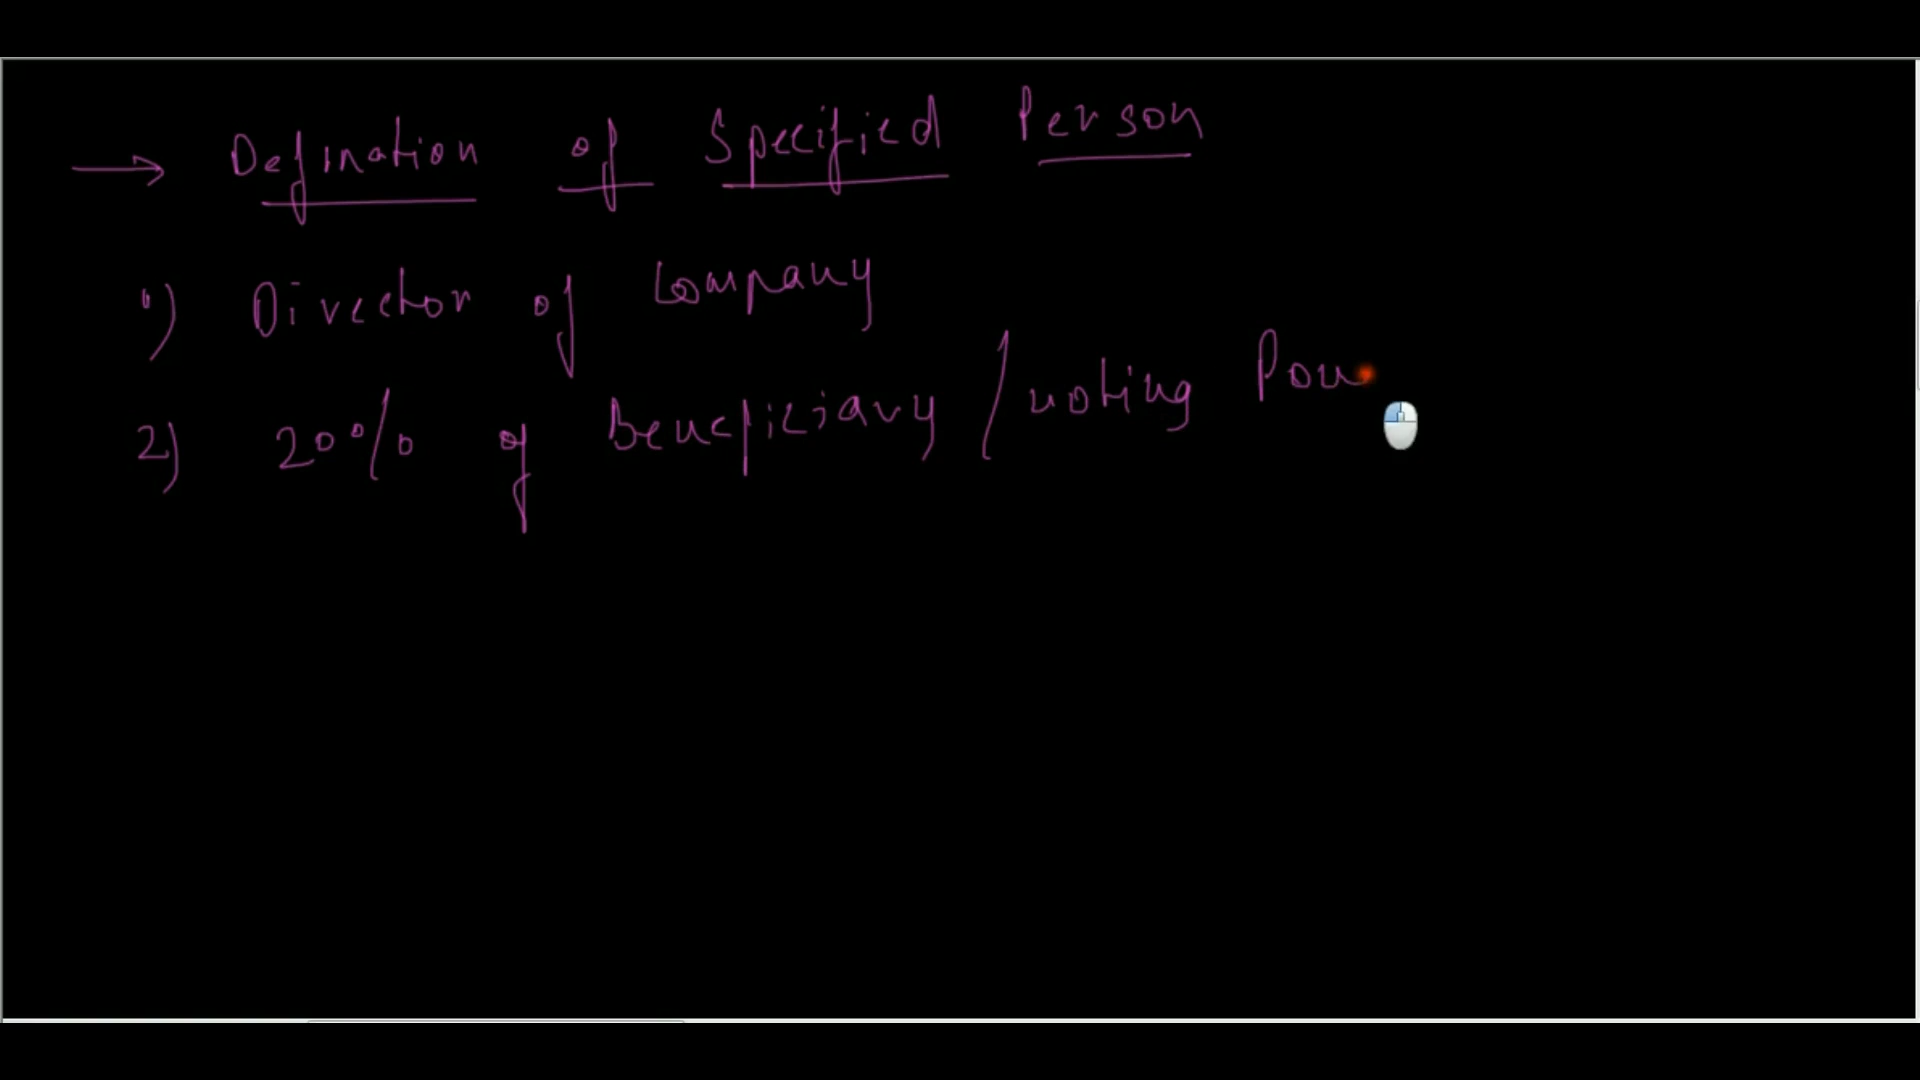 → Defination of Specified Person
1) Director of Company
2) 20% of Beneficiary / voting Pow